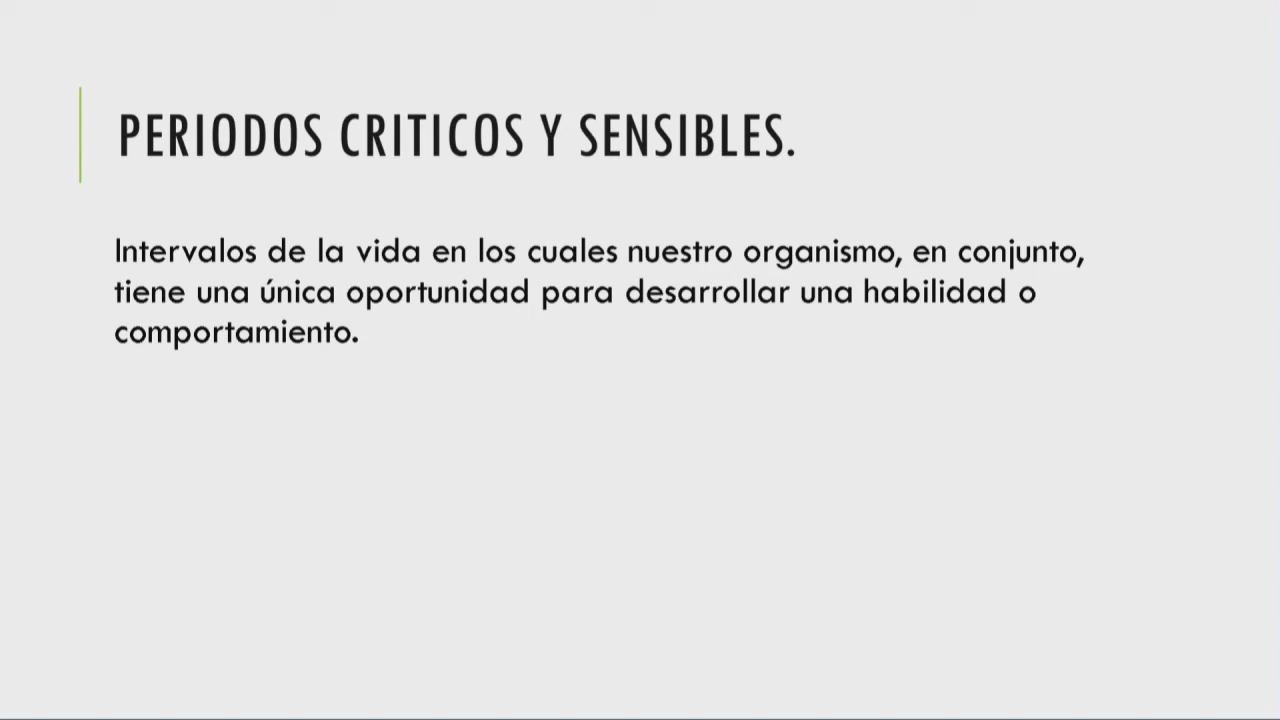 PERIODOS CRITICOS Y SENSIBLES.
Intervalos de la vida en los cuales nuestro organismo, en conjunto,
tiene una única oportunidad para desarrollar una habilidad o
comportamiento.